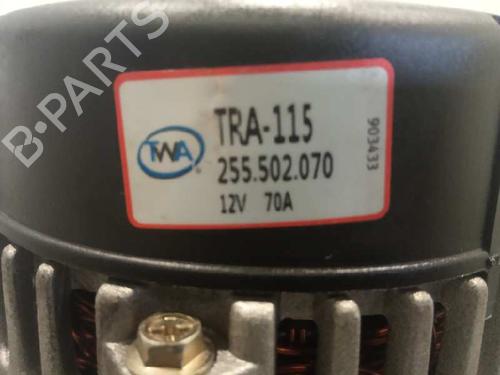 B-PARTS
TWA
TRA-115
255.502.070
12V 70A
903433